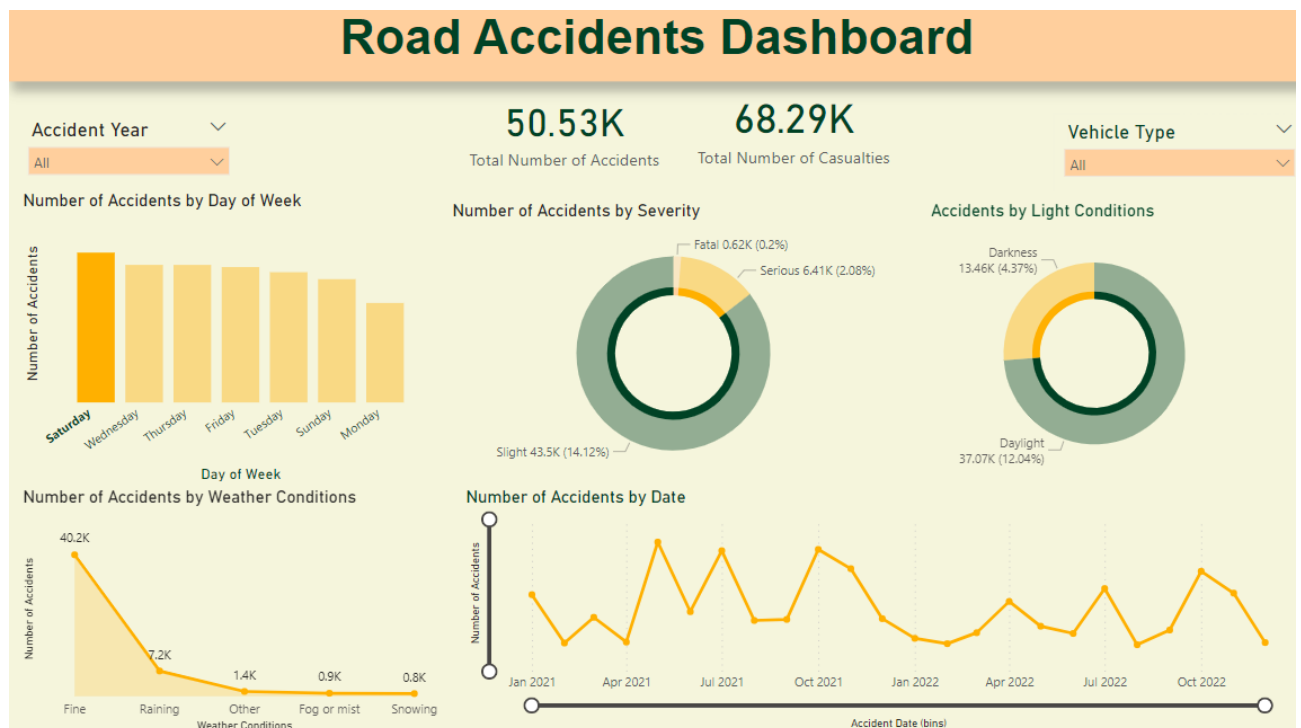 Road Accidents Dashboard
Accident Year
All
50.53K
Total Number of Accidents
68.29K
Total Number of Casualties
Vehicle Type
All
Number of Accidents by Day of Week
Number of Accidents
Saturday
Wednesday
Thursday
Friday
Tuesday
Sunday
Monday
Day of Week
Number of Accidents by Severity
Fatal 0.62K (0.2%)
Serious 6.41K (2.08%)
Slight 43.5K (14.12%)
Accidents by Light Conditions
Darkness
13.46K (4.37%)
Daylight
37.07K (12.04%)
Number of Accidents by Weather Conditions
Number of Accidents
40.2K
7.2K
1.4K
0.9K
0.8K
Fine
Raining
Other
Fog or mist
Snowing
Weather Conditions
Number of Accidents by Date
Number of Accidents
Jan 2021
Apr 2021
Jul 2021
Oct 2021
Jan 2022
Apr 2022
Jul 2022
Oct 2022
Accident Date (bins)